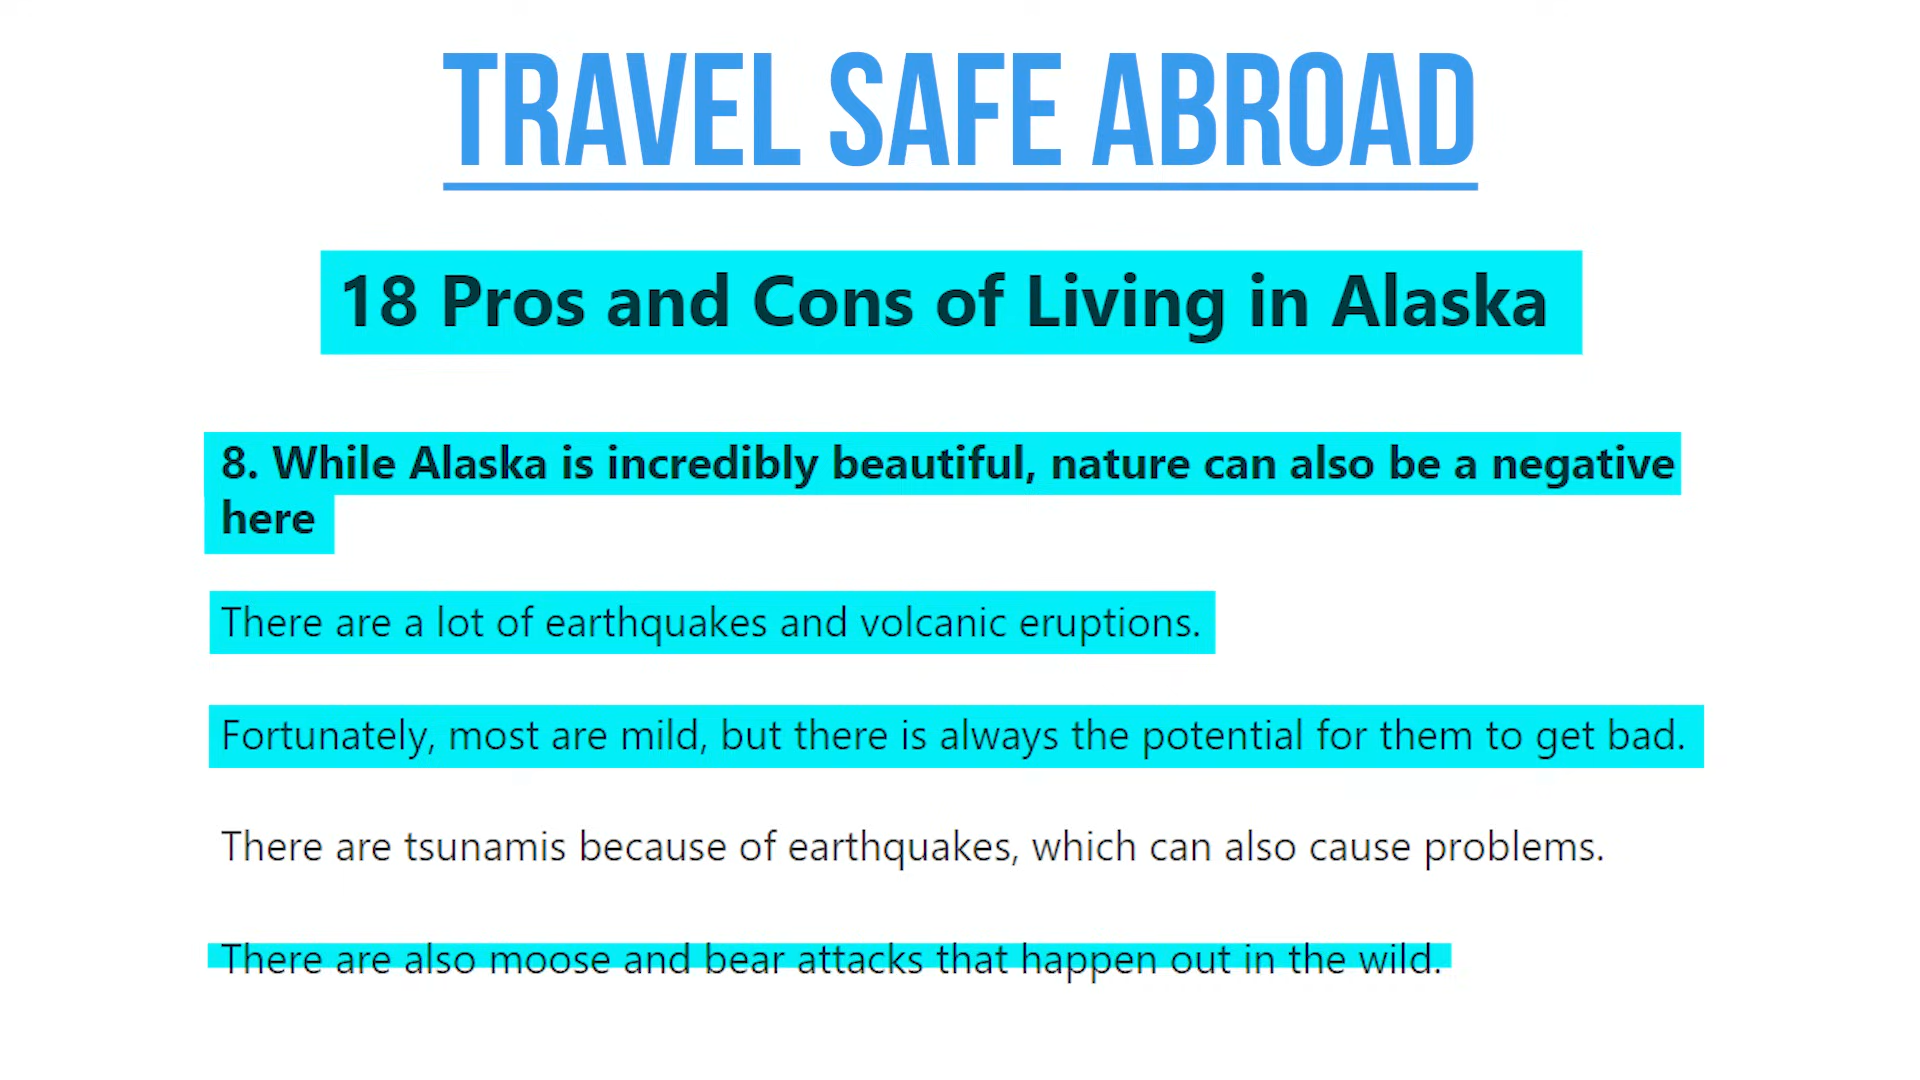 TRAVEL SAFE ABROAD
18 Pros and Cons of Living in Alaska
8. While Alaska is incredibly beautiful, nature can also be a negative
here
There are a lot of earthquakes and volcanic eruptions.
Fortunately, most are mild, but there is always the potential for them to get bad.
There are tsunamis because of earthquakes, which can also cause problems.
There are also moose and bear attacks that happen out in the wild.